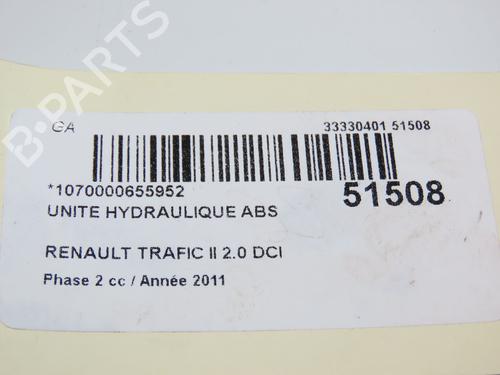 GA 33330401 51508
*1070000655952 51508
UNITE HYDRAULIQUE ABS
RENAULT TRAFIC II 2.0 DCI
Phase 2 cc / Année 2011
B-PARTS